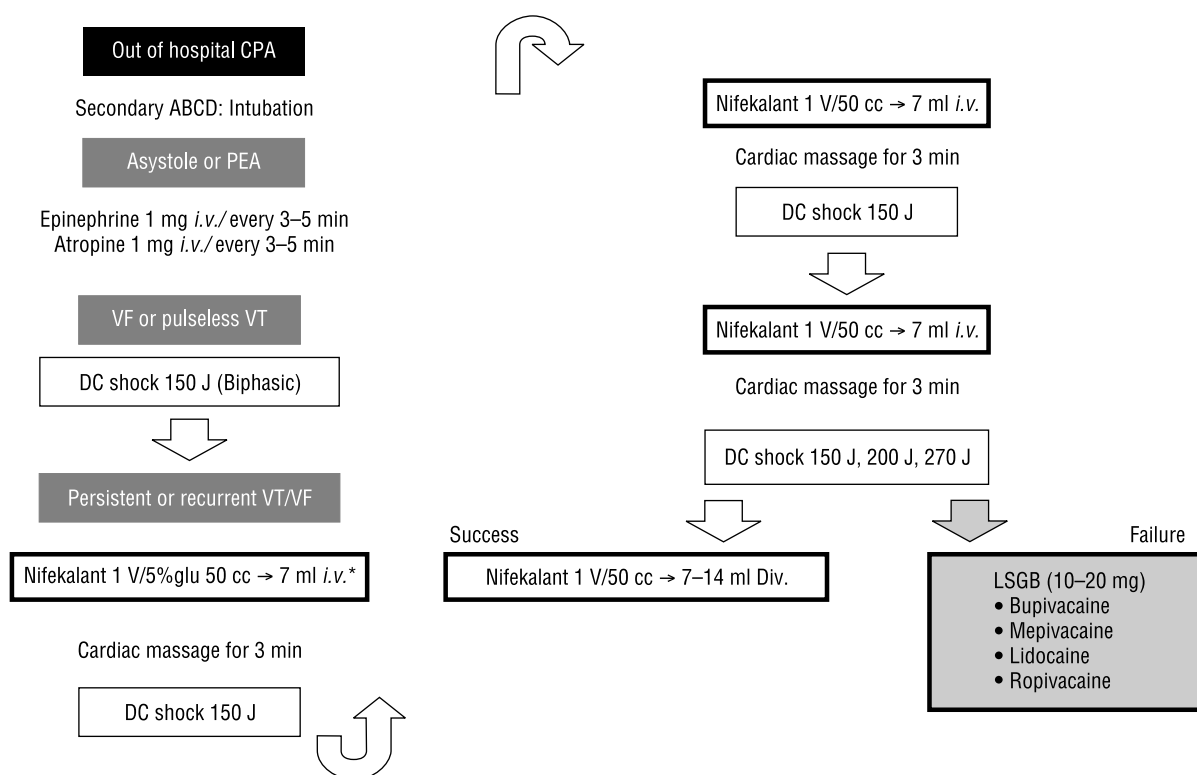 Out of hospital CPA
Secondary ABCD: Intubation
Asystole or PEA
Epinephrine 1 mg i.v./every 3–5 min
Atropine 1 mg i.v./every 3–5 min
VF or pulseless VT
DC shock 150 J (Biphasic)
Persistent or recurrent VT/VF
Nifekalant 1 V/5%glu 50 cc → 7 ml i.v.*
Cardiac massage for 3 min
DC shock 150 J
Nifekalant 1 V/50 cc → 7 ml i.v.
Cardiac massage for 3 min
DC shock 150 J
Nifekalant 1 V/50 cc → 7 ml i.v.
Cardiac massage for 3 min
DC shock 150 J, 200 J, 270 J
Success
Nifekalant 1 V/50 cc → 7–14 ml Div.
Failure
LSGB (10–20 mg)
• Bupivacaine
• Mepivacaine
• Lidocaine
• Ropivacaine